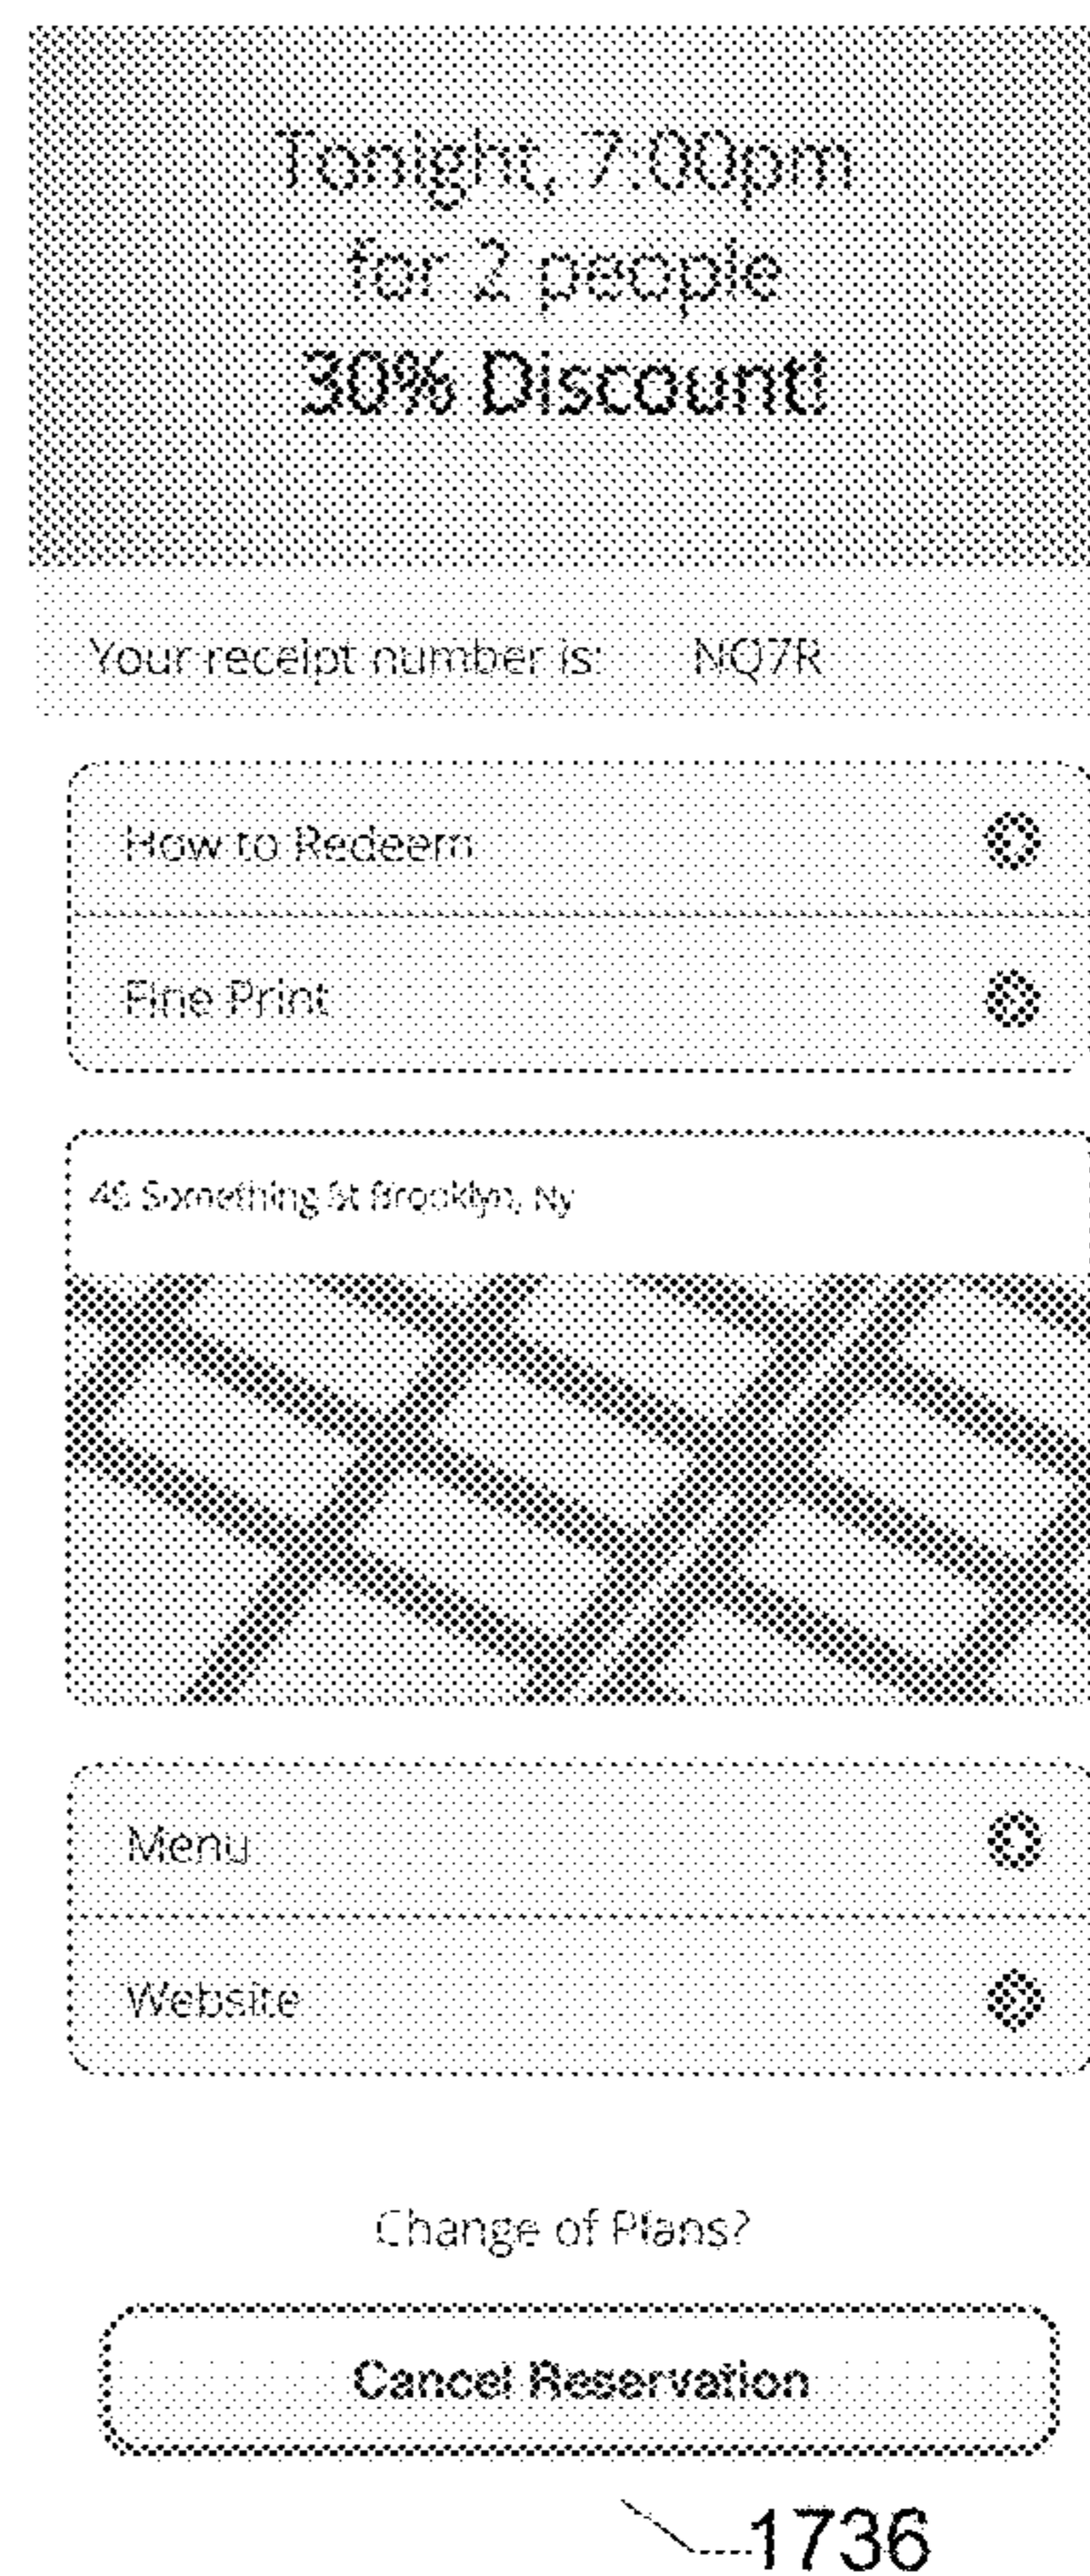 Tonight, 7:00pm
for 2 people
30% Discount!
Your receipt number is: NQ7R
How to Redeem
Fine Print
Something St Brooklyn, Ny
Menu
Website
Change of Plans?
Cancel Reservation
1736